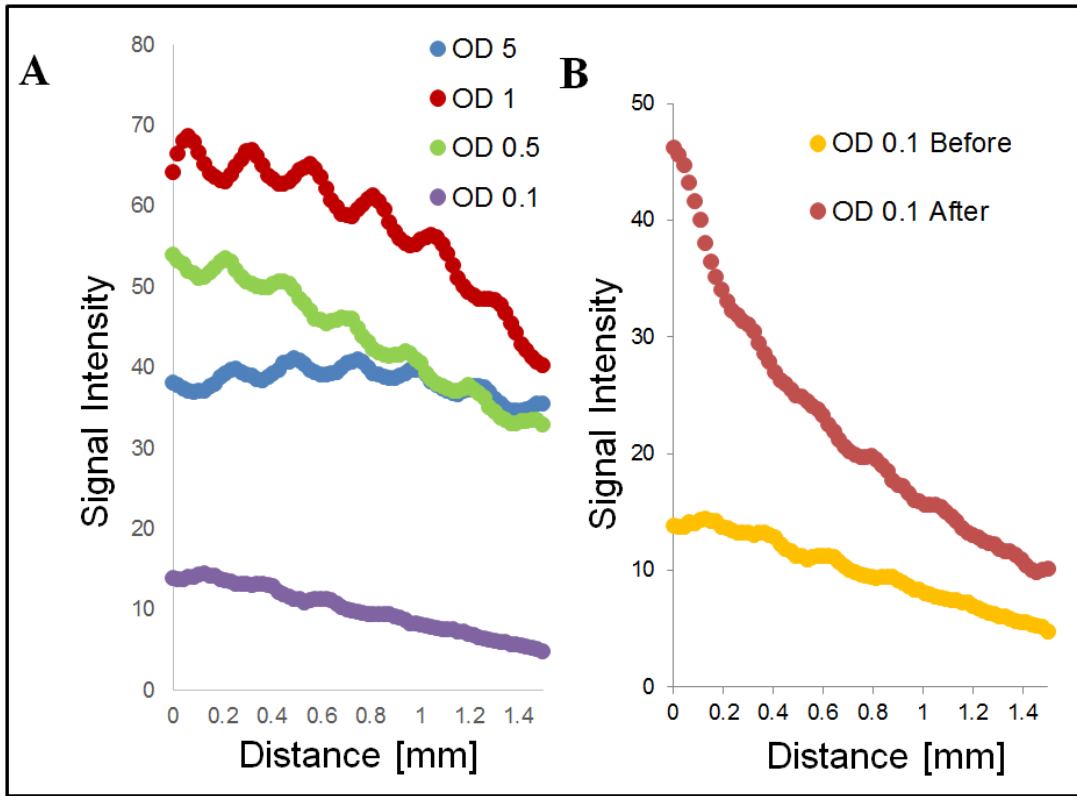 A
80
70
60
50
40
30
20
10
0
Signal Intensity
OD 5
OD 1
OD 0.5
OD 0.1
0 0.2 0.4 0.6 0.8 1 1.2 1.4
Distance [mm]
B
50
40
30
20
10
0
Signal Intensity
OD 0.1 Before
OD 0.1 After
0 0.2 0.4 0.6 0.8 1 1.2 1.4
Distance [mm]